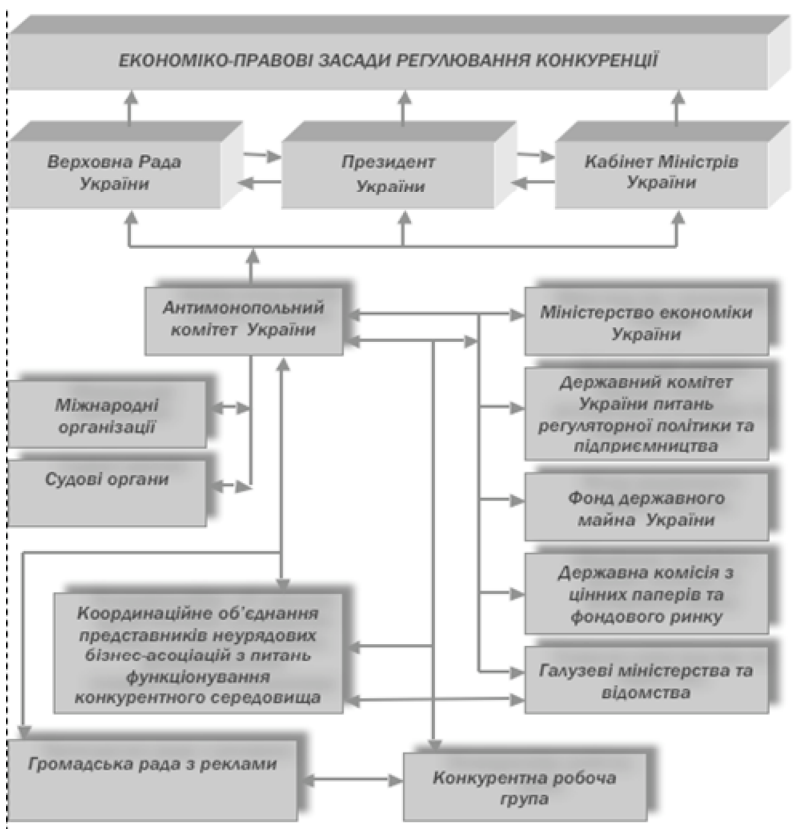 ЕКОНОМІКО-ПРАВОВІ ЗАСАДИ РЕГУЛЮВАННЯ КОНКУРЕНЦІЇ
Верховна Рада
України
Президент
України
Кабінет Міністрів
України
Антимонопольний
комітет України
Міжнародні
організації
Судові органи
Координаційне об’єднання
представників неурядових
бізнес-асоціацій з питань
функціонування
конкурентного середовища
Громадська рада з реклами
Міністерство економіки
України
Державний комітет
України питань
регуляторної політики та
підприємництва
Фонд державного
майна України
Державна комісія з
цінних паперів та
фондового ринку
Галузеві міністерства та
відомства
Конкурентна робоча
група